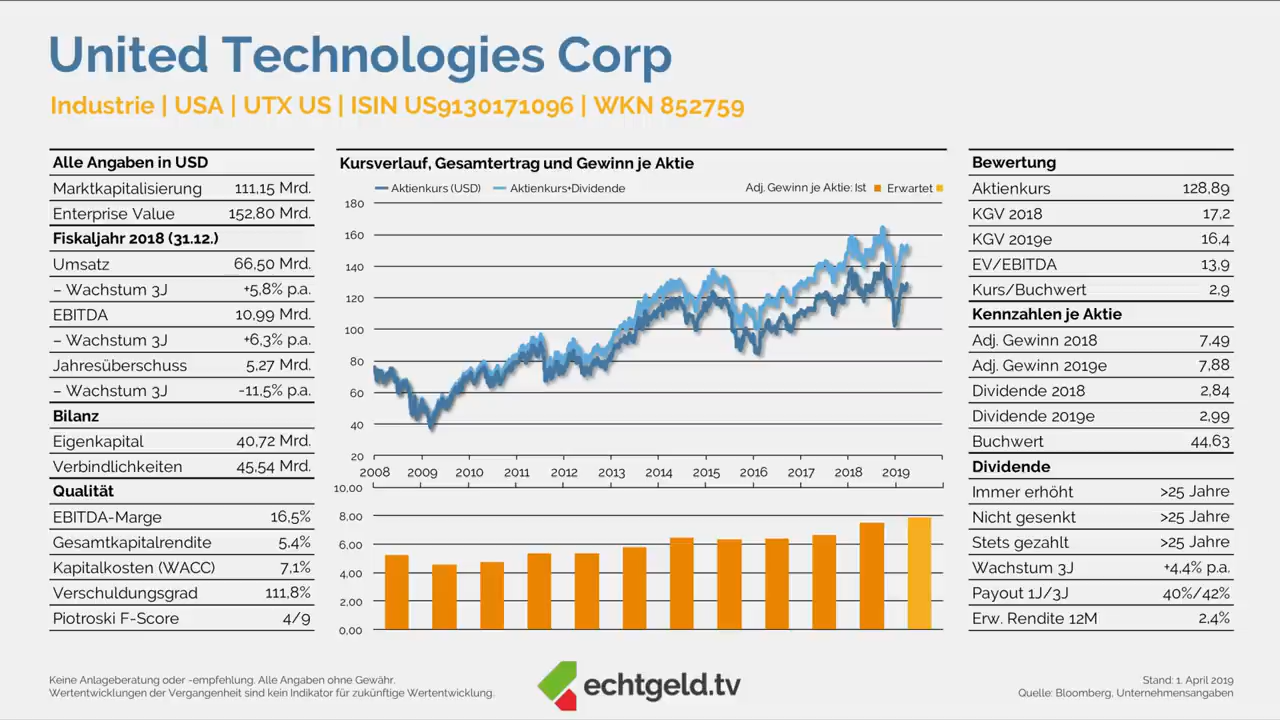 United Technologies Corp
Industrie | USA | UTX US | ISIN US9130171096 | WKN 852759
Alle Angaben in USD
Marktkapitalisierung 111,15 Mrd.
Enterprise Value 152,80 Mrd.
Fiskaljahr 2018 (31.12.)
Umsatz 66,50 Mrd.
– Wachstum 3J +5,8% p.a.
EBITDA 10,99 Mrd.
– Wachstum 3J +6,3% p.a.
Jahresüberschuss 5,27 Mrd.
– Wachstum 3J -11,5% p.a.
Bilanz
Eigenkapital 40,72 Mrd.
Verbindlichkeiten 45,54 Mrd.
Qualität
EBITDA-Marge 16,5%
Gesamtkapitalrendite 5,4%
Kapitalkosten (WACC) 7,1%
Verschuldungsgrad 111,8%
Piotroski F-Score 4/9
Kursverlauf, Gesamtertrag und Gewinn je Aktie
Aktienkurs (USD) Aktienkurs+Dividende Adj. Gewinn je Aktie: Ist Erwartet
180
160
140
120
100
80
60
40
20
2008 2009 2010 2011 2012 2013 2014 2015 2016 2017 2018 2019
10,00
8,00
6,00
4,00
2,00
0,00
Bewertung
Aktienkurs 128,89
KGV 2018 17,2
KGV 2019e 16,4
EV/EBITDA 13,9
Kurs/Buchwert 2,9
Kennzahlen je Aktie
Adj. Gewinn 2018 7,49
Adj. Gewinn 2019e 7,88
Dividende 2018 2,84
Dividende 2019e 2,99
Buchwert 44,63
Dividende
Immer erhöht >25 Jahre
Nicht gesenkt >25 Jahre
Stets gezahlt >25 Jahre
Wachstum 3J +4,4% p.a.
Payout 1J/3J 40%/42%
Erw. Rendite 12M 2,4%
Keine Anlageberatung oder -empfehlung. Alle Angaben ohne Gewähr.
Wertentwicklungen der Vergangenheit sind kein Indikator für zukünftige Wertentwicklung.
echtgeld.tv
Stand: 1. April 2019
Quelle: Bloomberg, Unternehmensangaben